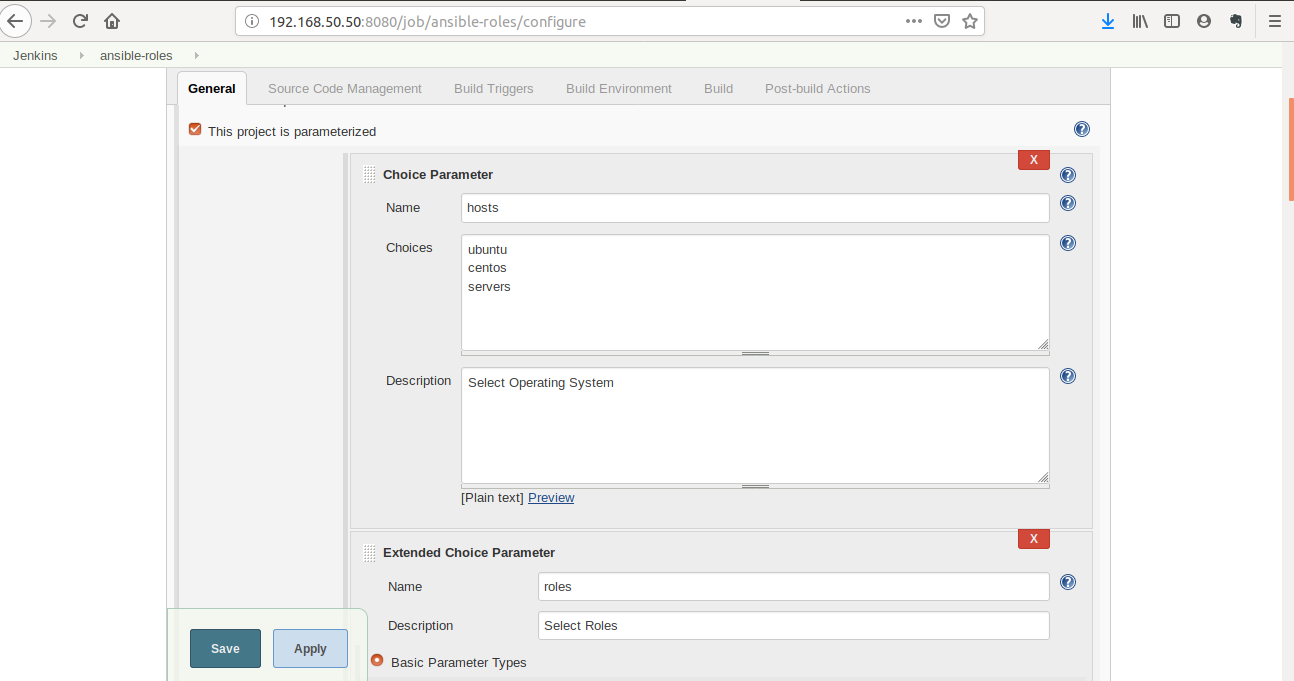 192.168.50.50:8080/job/ansible-roles/configure
Jenkins ansible-roles
General Source Code Management Build Triggers Build Environment Build Post-build Actions
This project is parameterized
X
Choice Parameter
Name hosts
Choices ubuntu
centos
servers
Description Select Operating System
[Plain text] Preview
X
Extended Choice Parameter
Name roles
Description Select Roles
Save Apply
Basic Parameter Types